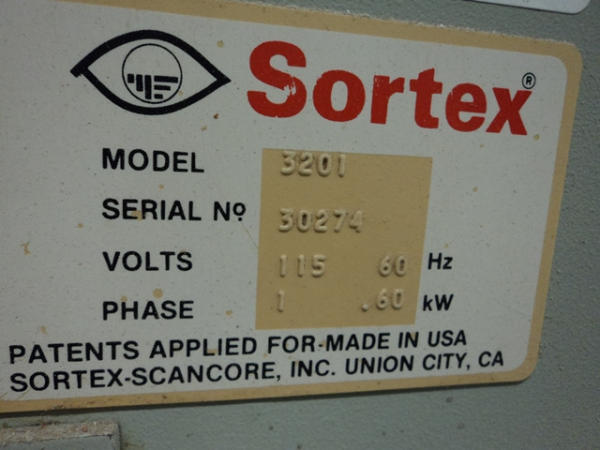 Sortex®
MODEL 3201
SERIAL Nº 30274
VOLTS 115 60 Hz
PHASE 1 .60 kW
PATENTS APPLIED FOR-MADE IN USA
SORTEX-SCANCORE, INC. UNION CITY, CA